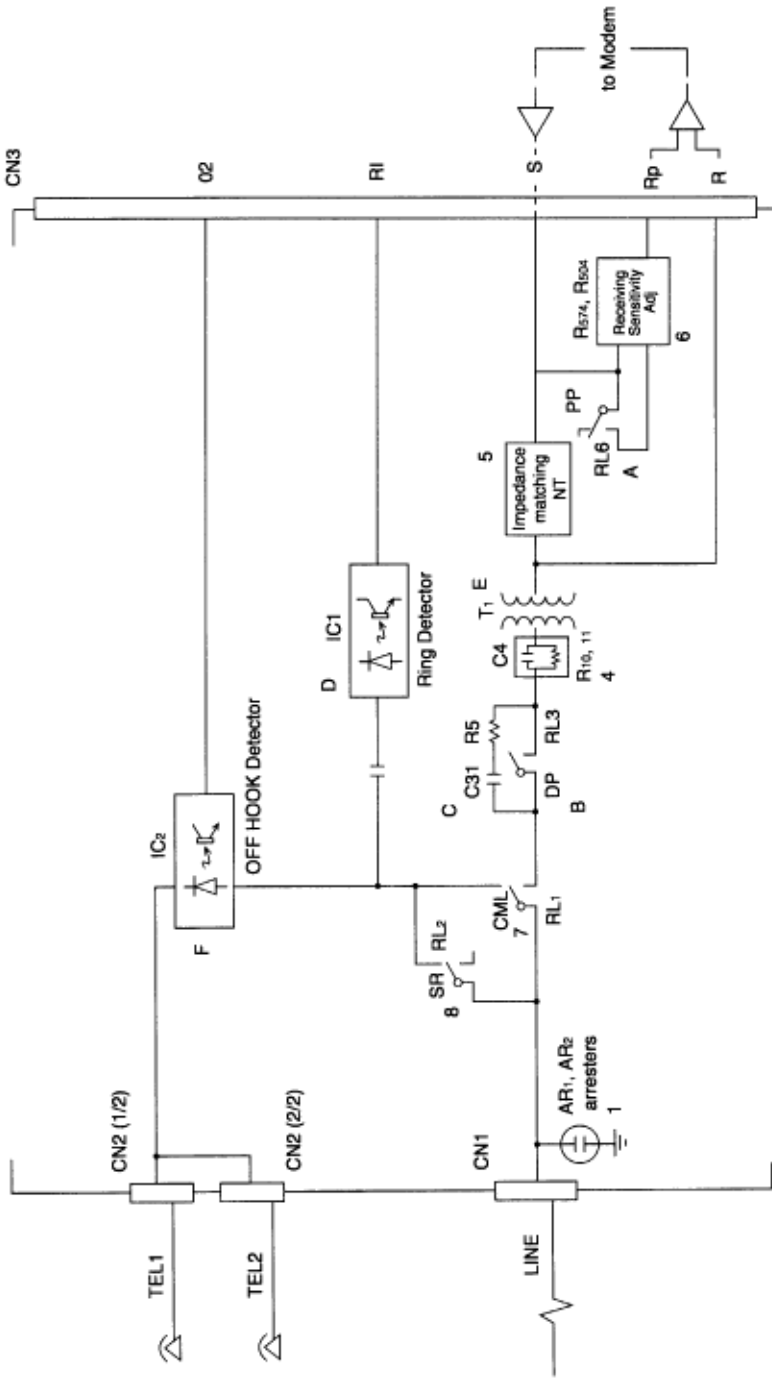 CN3
TEL1
CN2 (1/2)
IC2
F
OFF HOOK Detector
02
TEL2
CN2 (2/2)
D
IC1
Ring Detector
RI
SR
RL2
8
CML
7
RL1
C
C31
R5
DP
RL3
B
C4
R10, 11
4
T1
E
5
Impedance
matching
NT
S
to Modem
LINE
CN1
AR1, AR2
arresters
1
PP
RL6
A
R574, R504
Receiving
Sensitivity
Adj
6
Rp
R